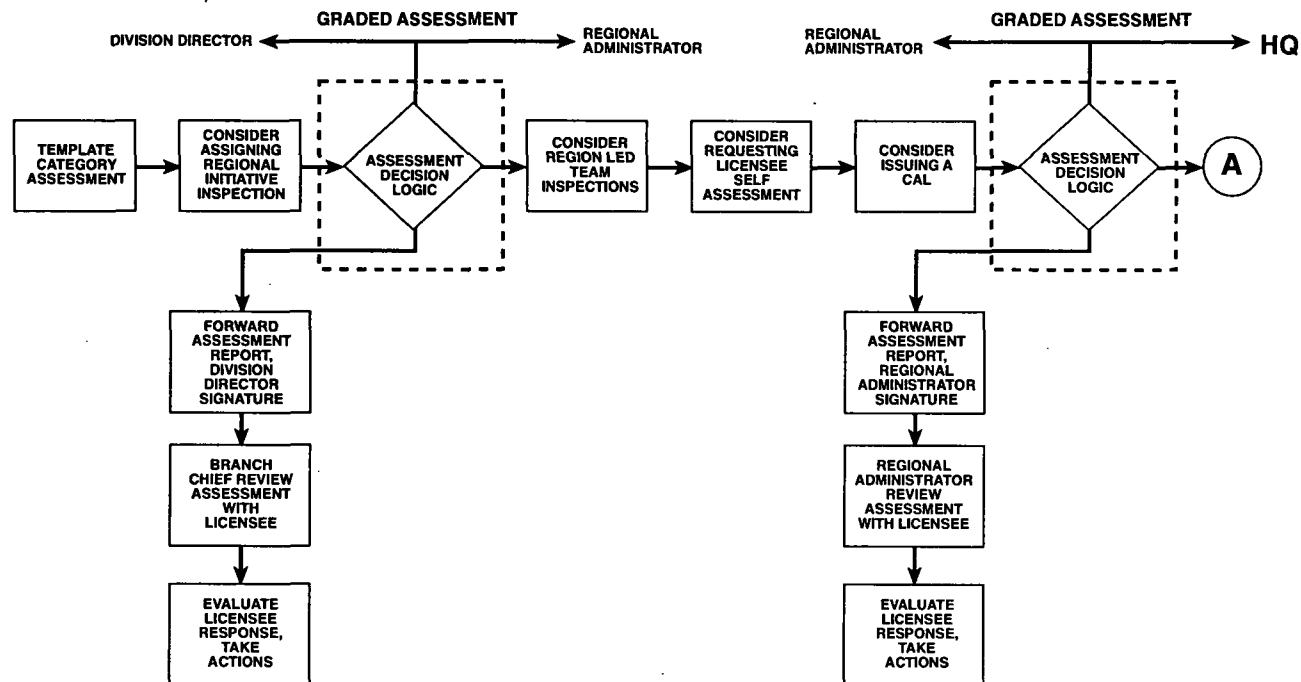 GRADED ASSESSMENT
DIVISION DIRECTOR
REGIONAL
ADMINISTRATOR
GRADED ASSESSMENT
REGIONAL
ADMINISTRATOR
HQ
TEMPLATE
CATEGORY
ASSESSMENT
CONSIDER
ASSIGNING
REGIONAL
INITIATIVE
INSPECTION
ASSESSMENT
DECISION
LOGIC
CONSIDER
REGION LED
TEAM
INSPECTIONS
CONSIDER
REQUESTING
LICENSEE
SELF
ASSESSMENT
CONSIDER
ISSUING A
CAL
ASSESSMENT
DECISION
LOGIC
A
FORWARD
ASSESSMENT
REPORT,
DIVISION
DIRECTOR
SIGNATURE
BRANCH
CHIEF REVIEW
ASSESSMENT
WITH
LICENSEE
EVALUATE
LICENSEE
RESPONSE,
TAKE
ACTIONS
FORWARD
ASSESSMENT
REPORT,
REGIONAL
ADMINISTRATOR
SIGNATURE
REGIONAL
ADMINISTRATOR
REVIEW
ASSESSMENT
WITH LICENSEE
EVALUATE
LICENSEE
RESPONSE,
TAKE
ACTIONS